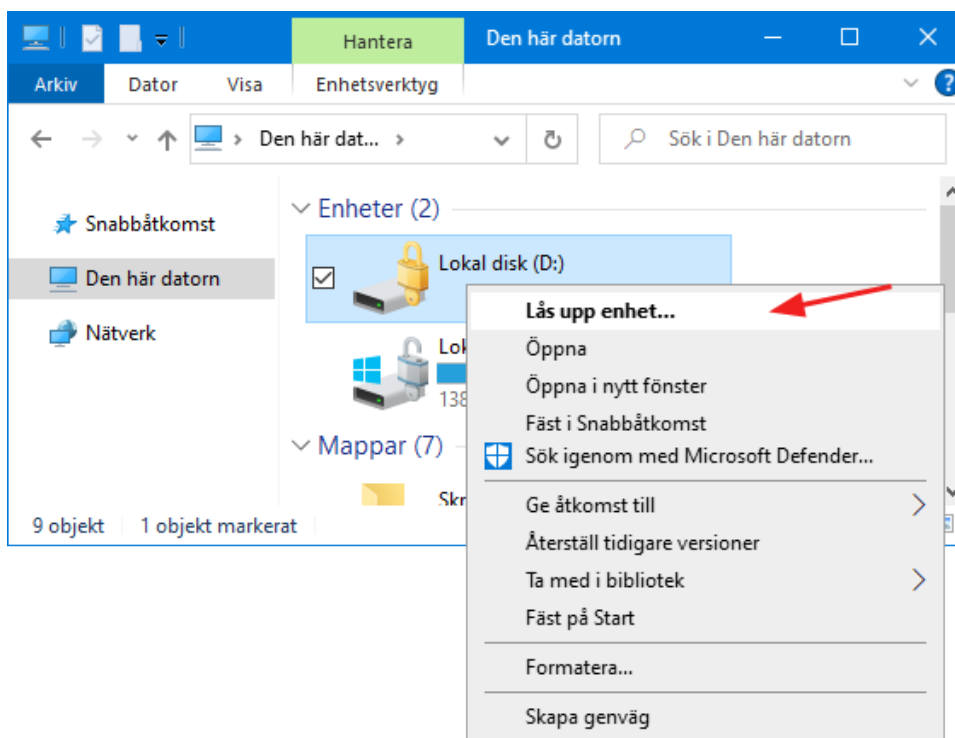 Hantera
Den här datorn
Arkiv
Dator
Visa
Enhetsverktyg
Den här dat...
Sök i Den här datorn
Snabbåtkomst
Den här datorn
Nätverk
Enheter (2)
Lokal disk (D:)
138
Mappar (7)
9 objekt
1 objekt markerat
Lås upp enhet...
Öppna
Öppna i nytt fönster
Fäst i Snabbåtkomst
Sök igenom med Microsoft Defender...
Ge åtkomst till
Återställ tidigare versioner
Ta med i bibliotek
Fäst på Start
Formatera...
Skapa genväg